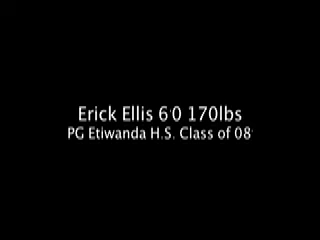 Erick Ellis 6'0 170lbs
PG Etiwanda H.S. Class of 08'